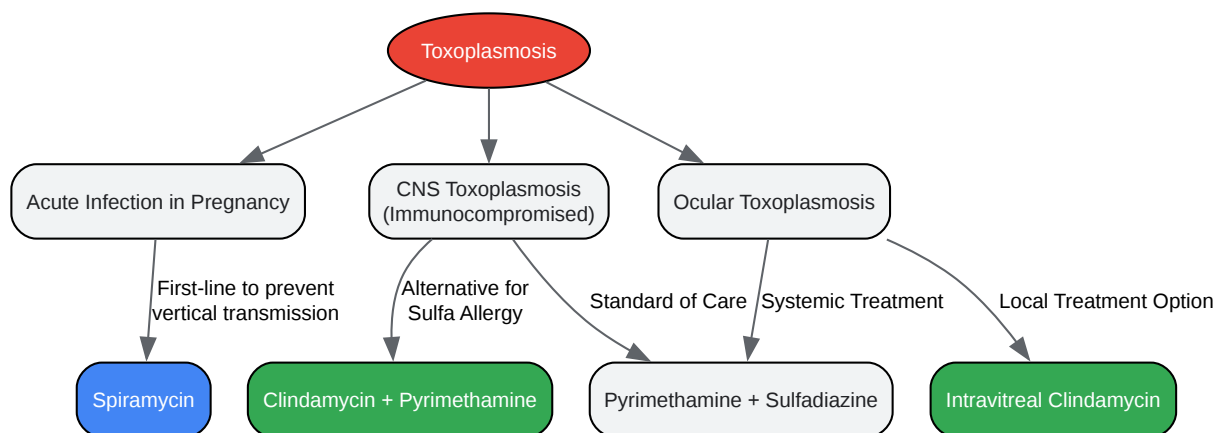 Toxoplasmosis
Acute Infection in Pregnancy
CNS Toxoplasmosis
(Immunocompromised)
Ocular Toxoplasmosis
First-line to prevent
vertical transmission
Alternative for
Sulfa Allergy
Standard of Care
Systemic Treatment
Local Treatment Option
Spiramycin
Clindamycin + Pyrimethamine
Pyrimethamine + Sulfadiazine
Intravitreal Clindamycin